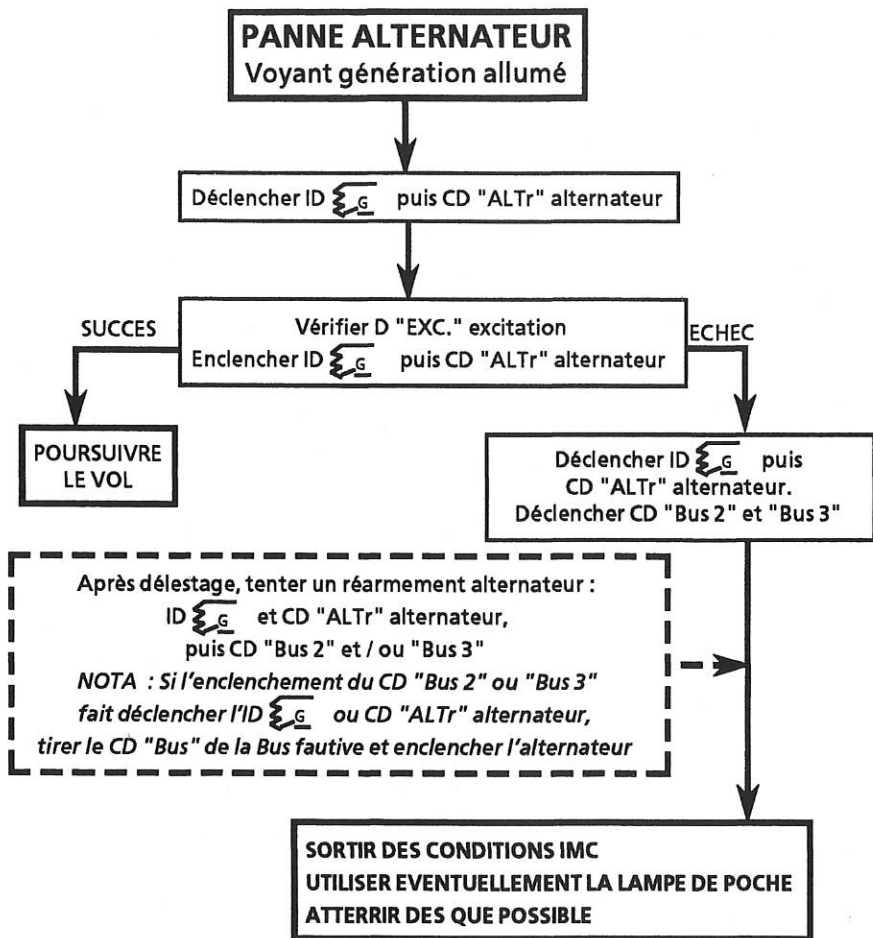 PANNE ALTERNATEUR
Voyant génération allumé
Déclencher ID G puis CD "ALTr" alternateur
SUCCES
Vérifier D "EXC." excitation
ECHEC
Enclencher ID G puis CD "ALTr" alternateur
POURSUIVRE
LE VOL
Déclencher ID G puis
CD "ALTr" alternateur.
Déclencher CD "Bus 2" et "Bus 3"
Après délestage, tenter un réarmement alternateur :
ID G et CD "ALTr" alternateur,
puis CD "Bus 2" et / ou "Bus 3"
NOTA : Si l'enclenchement du CD "Bus 2" ou "Bus 3"
fait déclencher l'ID G ou CD "ALTr" alternateur,
tirer le CD "Bus" de la Bus fautive et enclencher l'alternateur
SORTIR DES CONDITIONS IMC
UTILISER EVENTUELLEMENT LA LAMPE DE POCHE
ATTERRIR DES QUE POSSIBLE